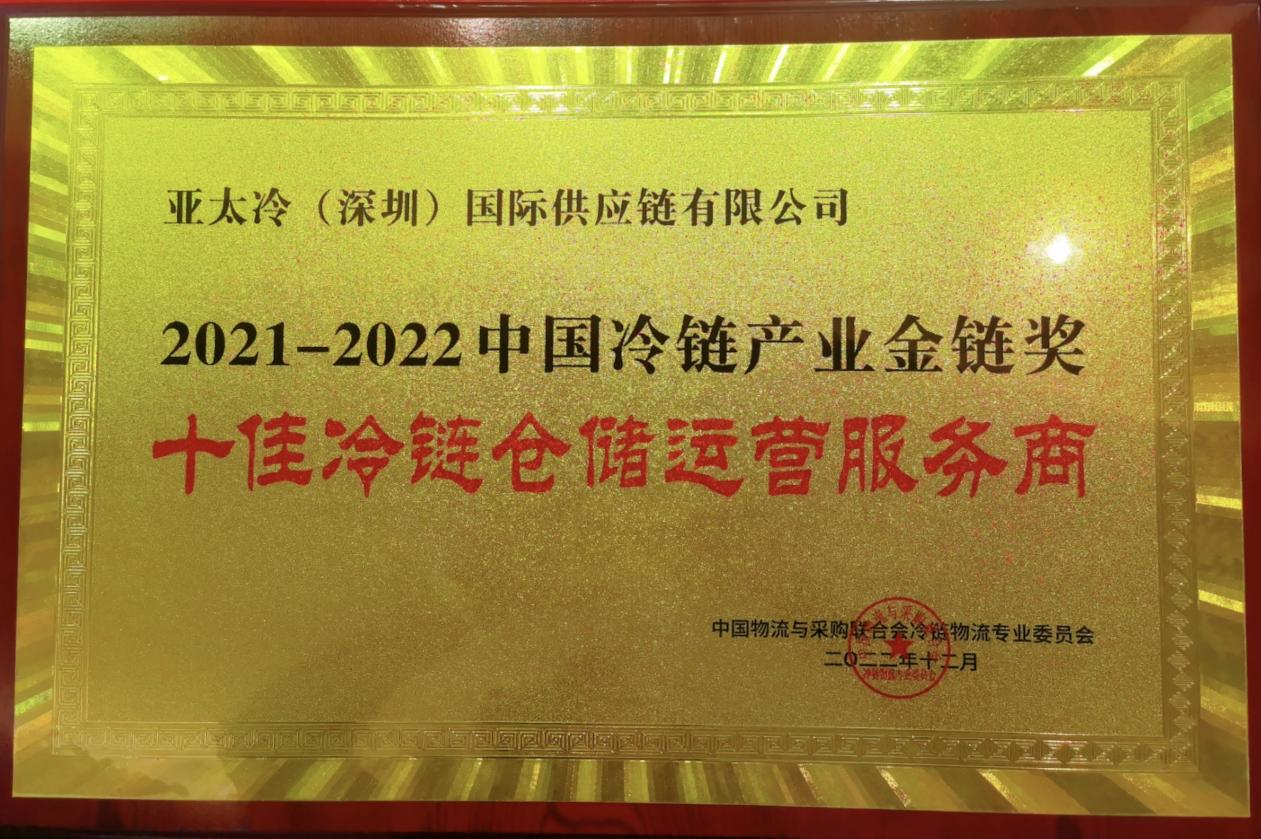 亚太冷（深圳）国际供应链有限公司
2021-2022中国冷链产业金链奖
十佳冷链仓储运营服务商
中国物流与采购联合会冷链物流专业委员会
二〇二二年十二月